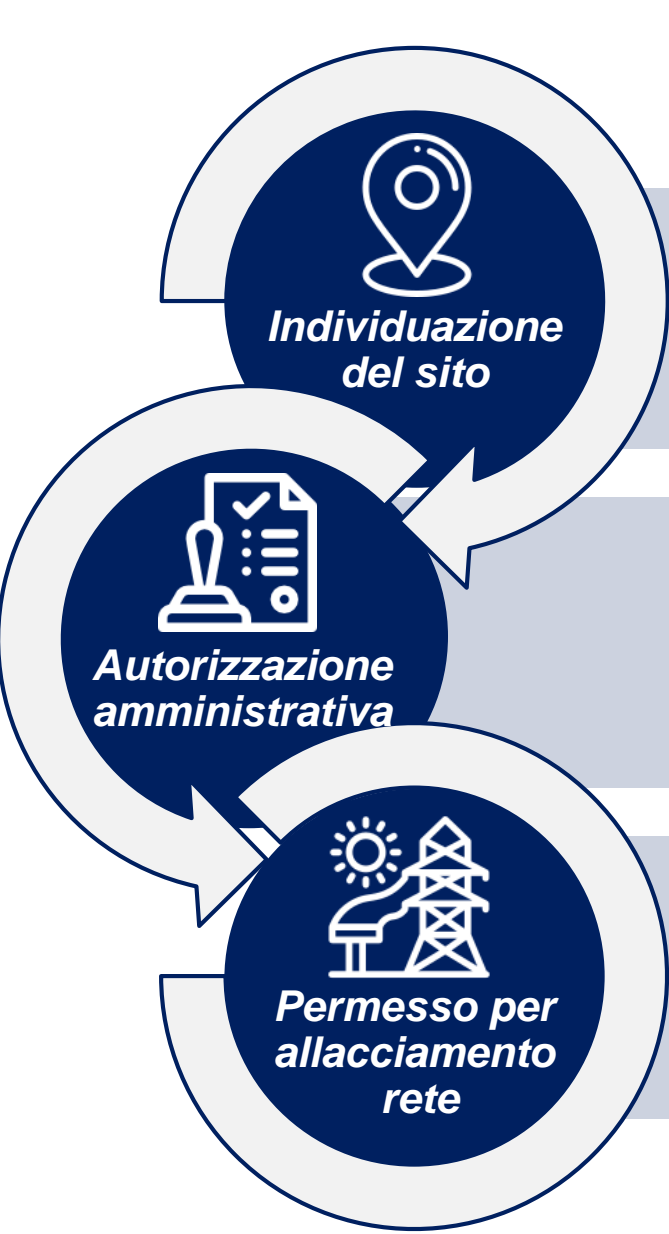 Individuazione
del sito
Autorizzazione
amministrativa
Permesso per
allacciamento
rete